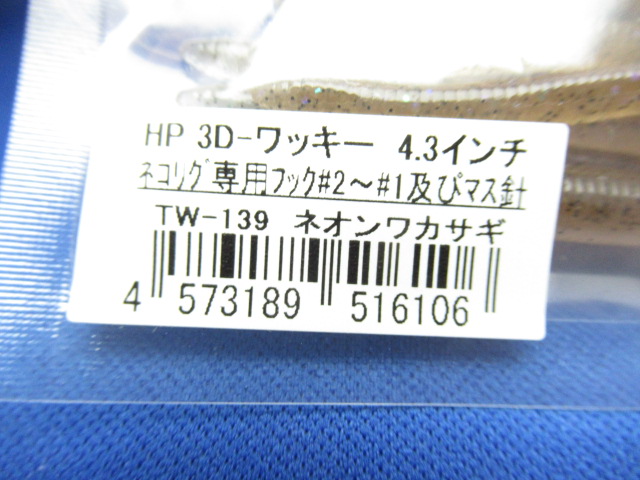 HP 3D-ワッキー 4.3インチ
ネコリグ専用フック#2～#1及びマス針
TW-139 ネオンワカサギ
4 573189 516106